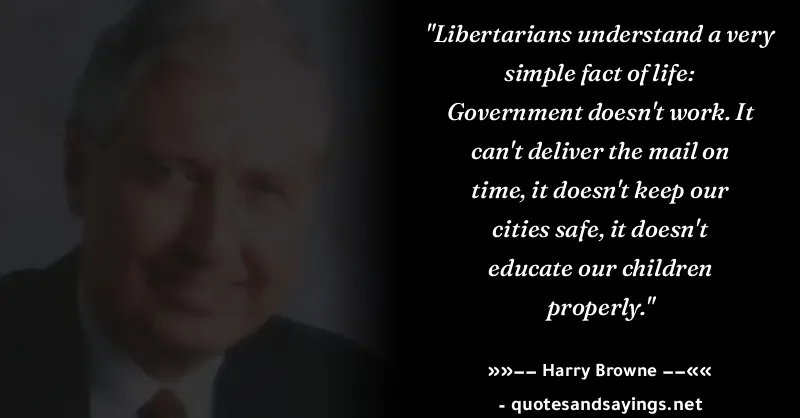 "Libertarians understand a very
simple fact of life:
Government doesn't work. It
can't deliver the mail on
time, it doesn't keep our
cities safe, it doesn't
educate our children
properly."
»»–– Harry Browne ––««
- quotesandsayings.net